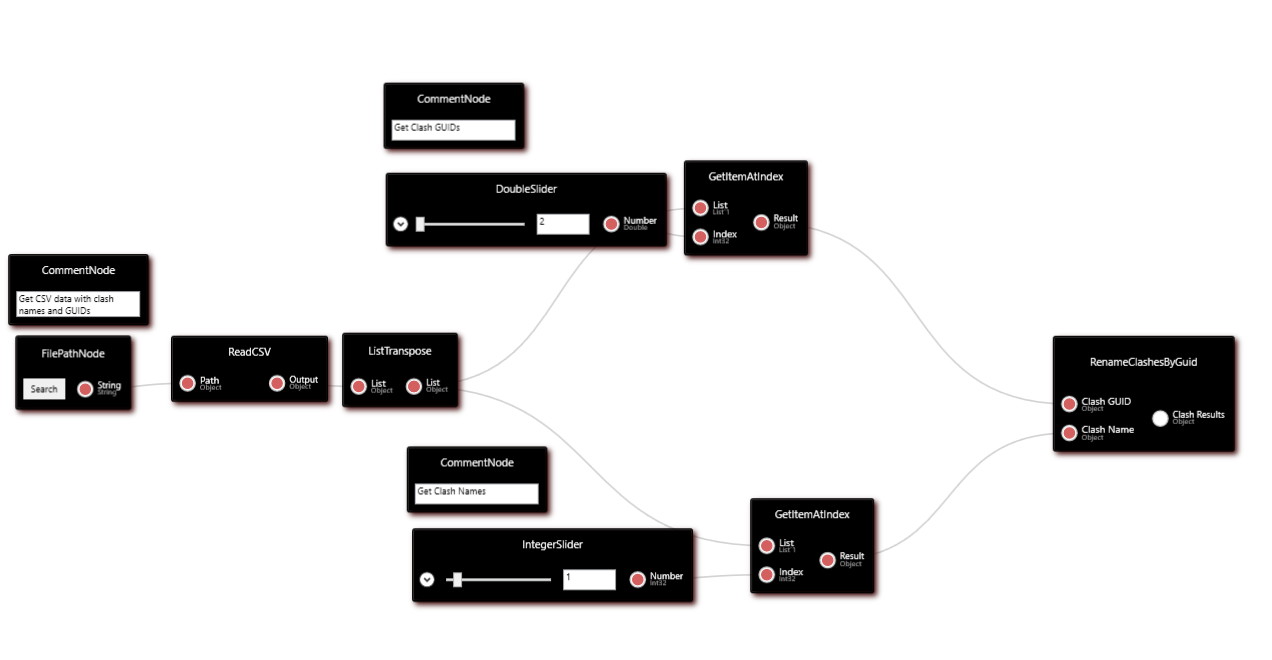 CommentNode
Get Clash GUIDs
DoubleSlider
2
Number
Double
GetItemAtIndex
List
List`1
Index
Int32
Result
Object
CommentNode
Get CSV data with clash
names and GUIDs
FilePathNode
Search
String
String
ReadCSV
Path
Object
Output
Object
ListTranspose
List
Object
List
Object
RenameClashesByGuid
Clash GUID
Object
Clash Name
Object
Clash Results
Object
CommentNode
Get Clash Names
IntegerSlider
1
Number
Int32
GetItemAtIndex
List
List`1
Index
Int32
Result
Object